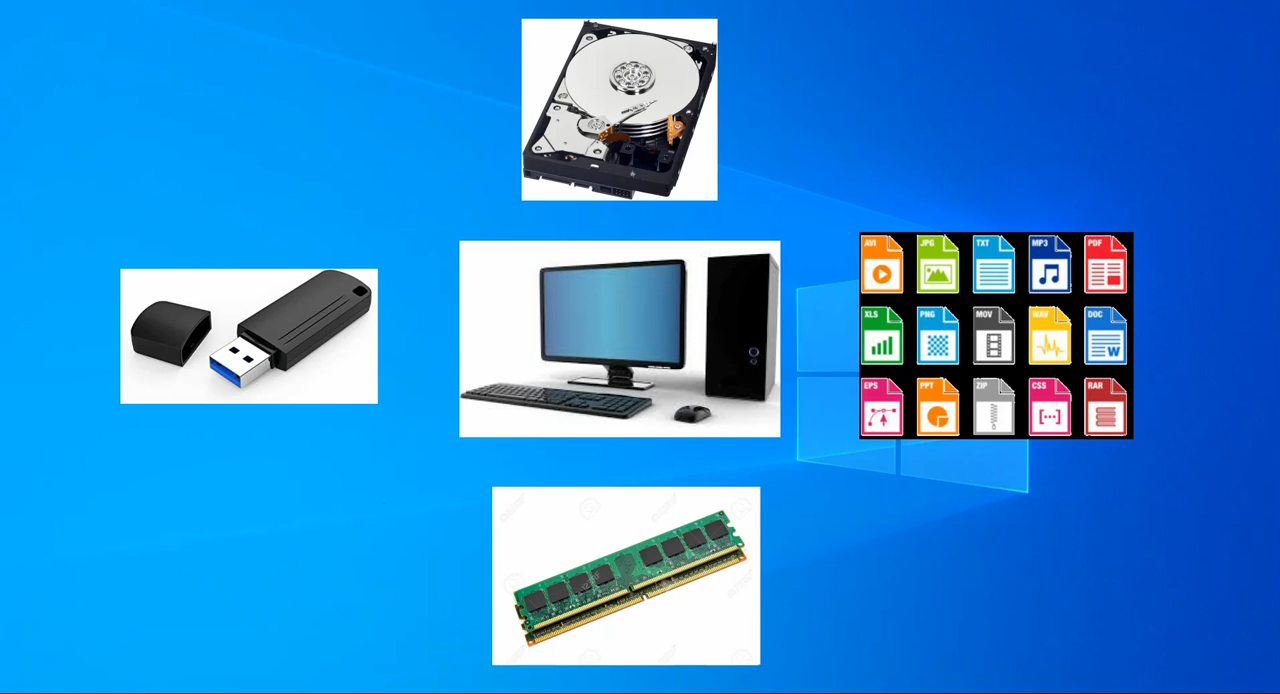 AVI JPG TXT MP3 PDF
XLS PNG MOV WAV DOC
W
EPS PPT ZIP CSS RAR